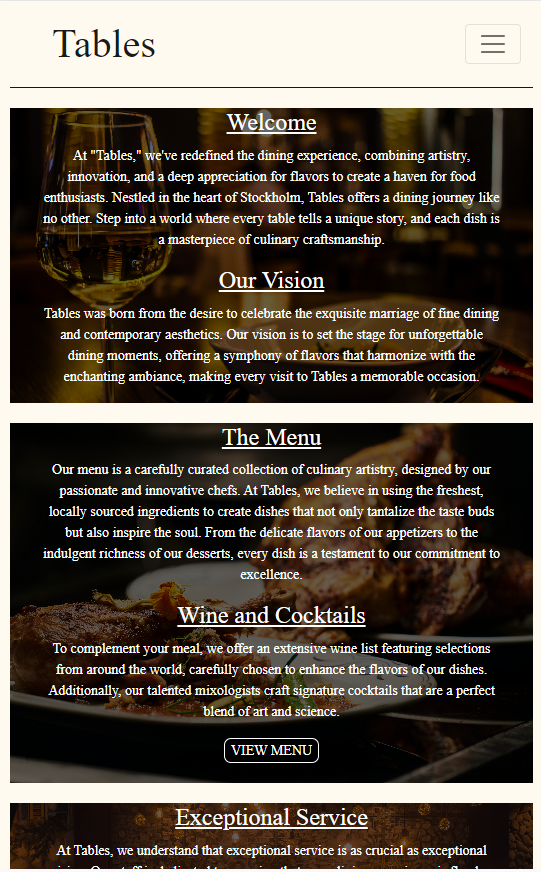 Tables
Welcome
At "Tables," we've redefined the dining experience, combining artistry,
innovation, and a deep appreciation for flavors to create a haven for food
enthusiasts. Nestled in the heart of Stockholm, Tables offers a dining journey like
no other. Step into a world where every table tells a unique story, and each dish is
a masterpiece of culinary craftsmanship.
Our Vision
Tables was born from the desire to celebrate the exquisite marriage of fine dining
and contemporary aesthetics. Our vision is to set the stage for unforgettable
dining moments, offering a symphony of flavors that harmonize with the
enchanting ambiance, making every visit to Tables a memorable occasion.
The Menu
Our menu is a carefully curated collection of culinary artistry, designed by our
passionate and innovative chefs. At Tables, we believe in using the freshest,
locally sourced ingredients to create dishes that not only tantalize the taste buds
but also inspire the soul. From the delicate flavors of our appetizers to the
indulgent richness of our desserts, every dish is a testament to our commitment to
excellence.
Wine and Cocktails
To complement your meal, we offer an extensive wine list featuring selections
from around the world, carefully chosen to enhance the flavors of our dishes.
Additionally, our talented mixologists craft signature cocktails that are a perfect
blend of art and science.
VIEW MENU
Exceptional Service
At Tables, we understand that exceptional service is as crucial as exceptional